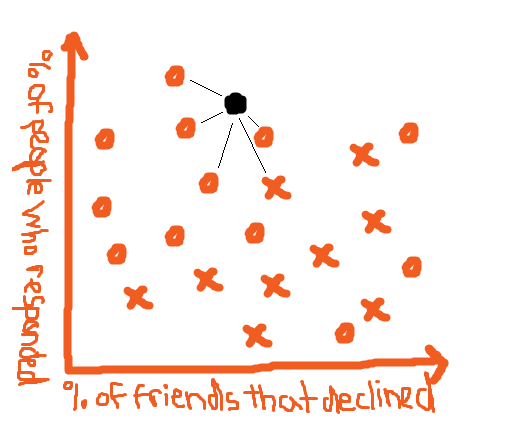 % of people who responded
% of friends that declined